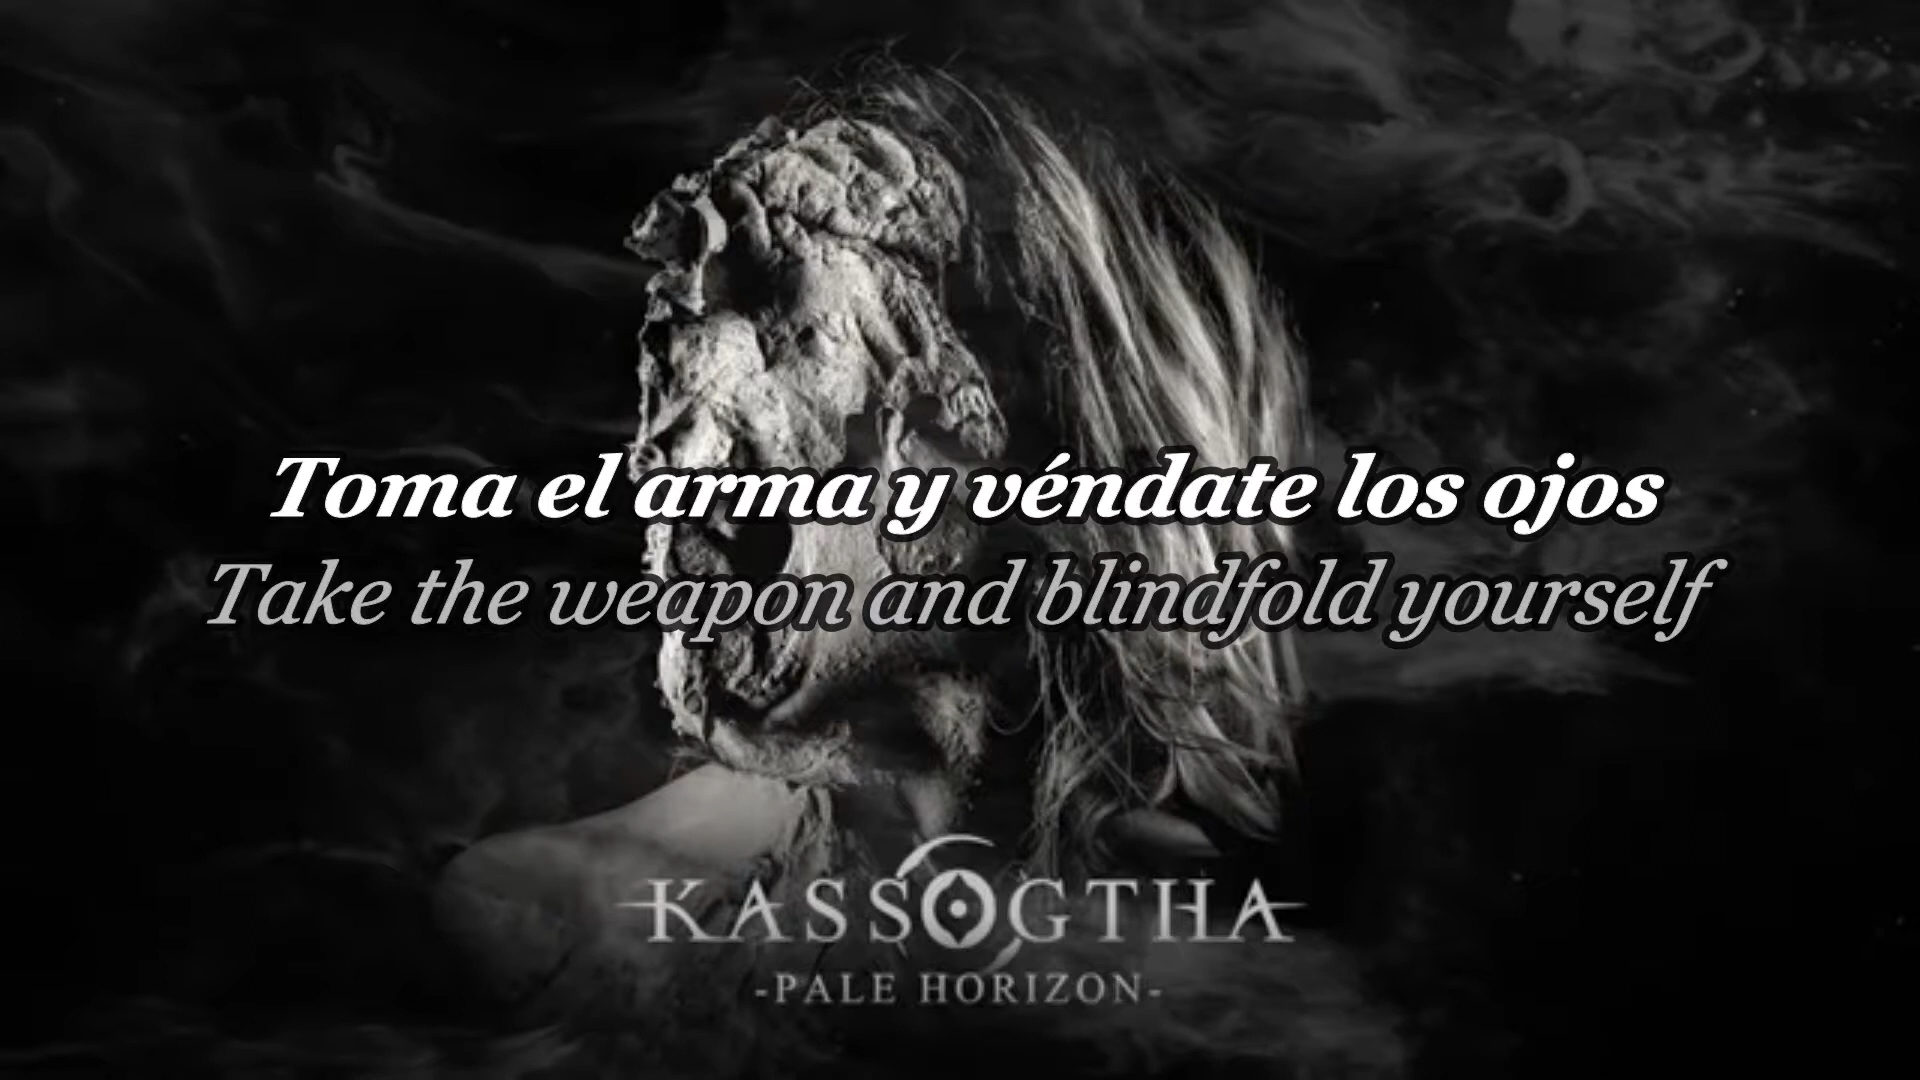 Toma el arma y véndate los ojos
Take the weapon and blindfold yourself
KASSOGTHA
-PALE HORIZON-